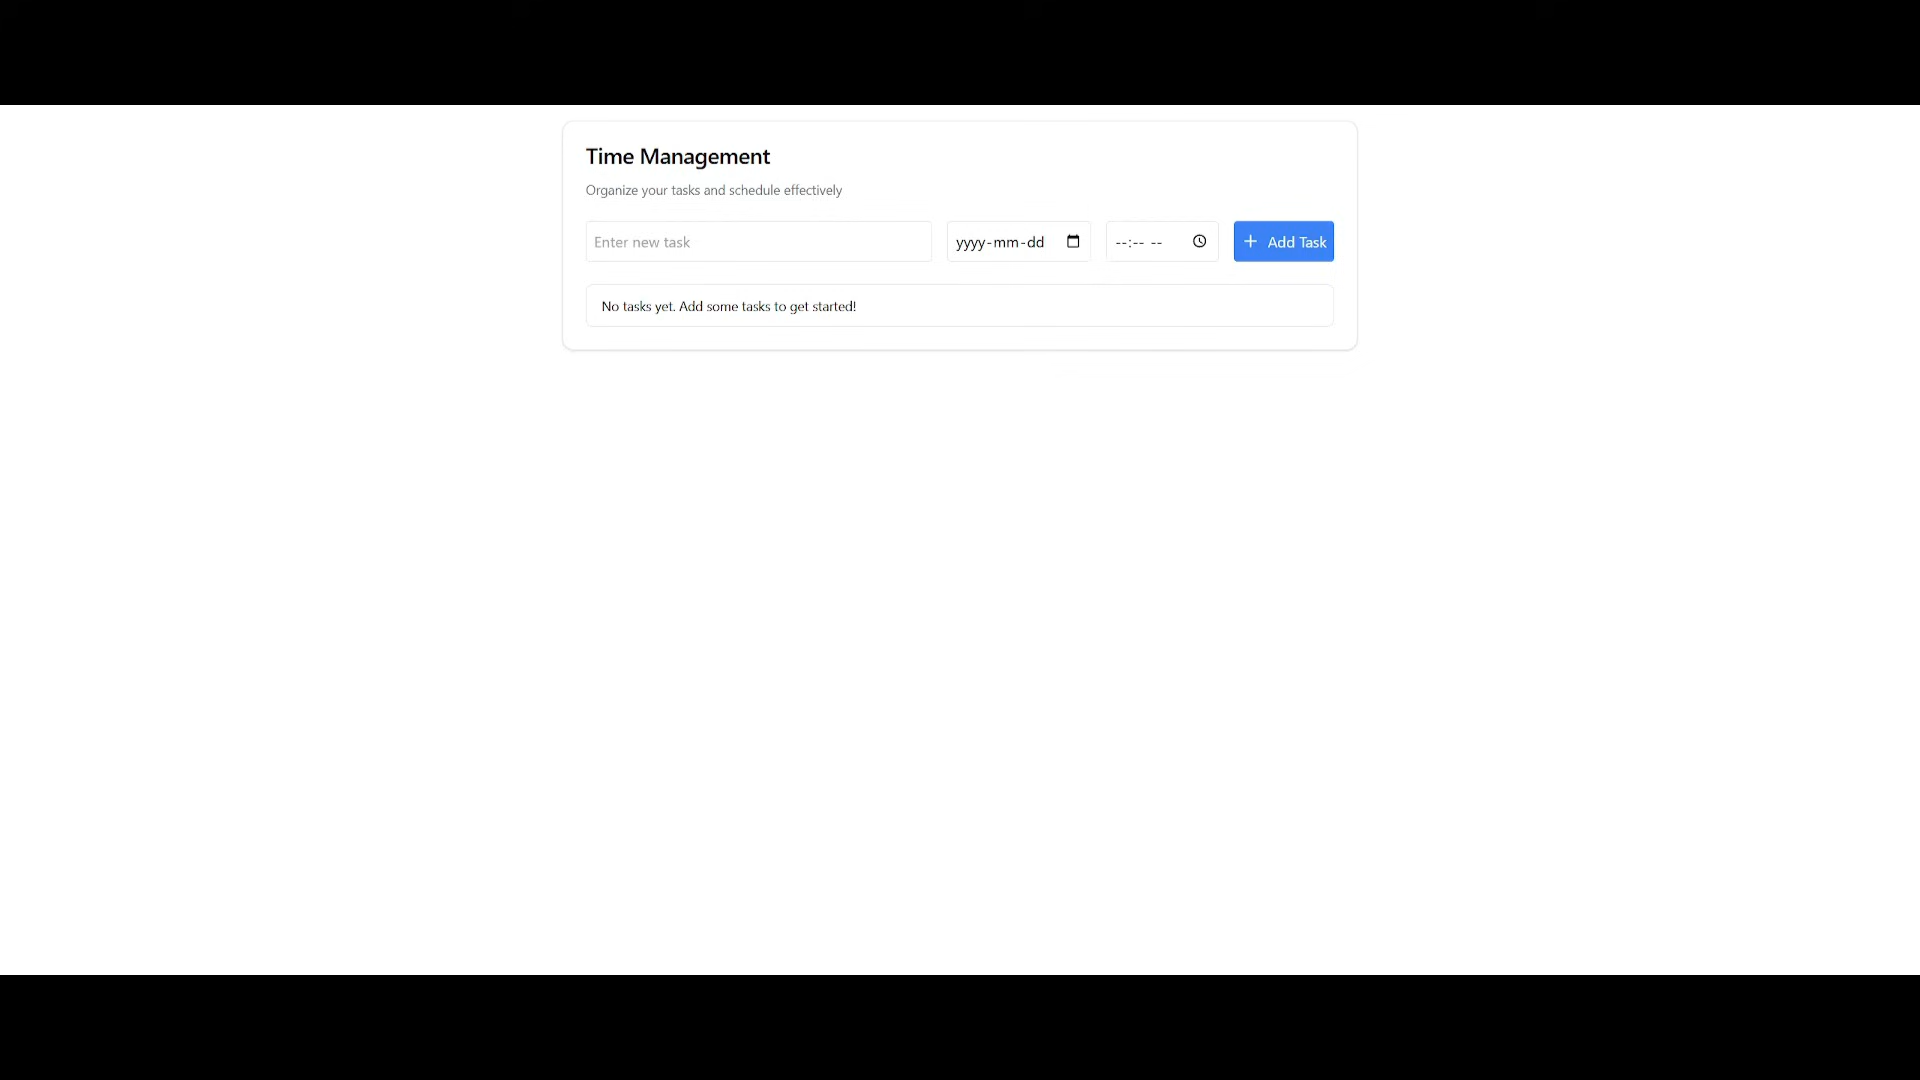 Time Management
Organize your tasks and schedule effectively
Enter new task yyyy-mm-dd --:-- -- Add Task
No tasks yet. Add some tasks to get started!